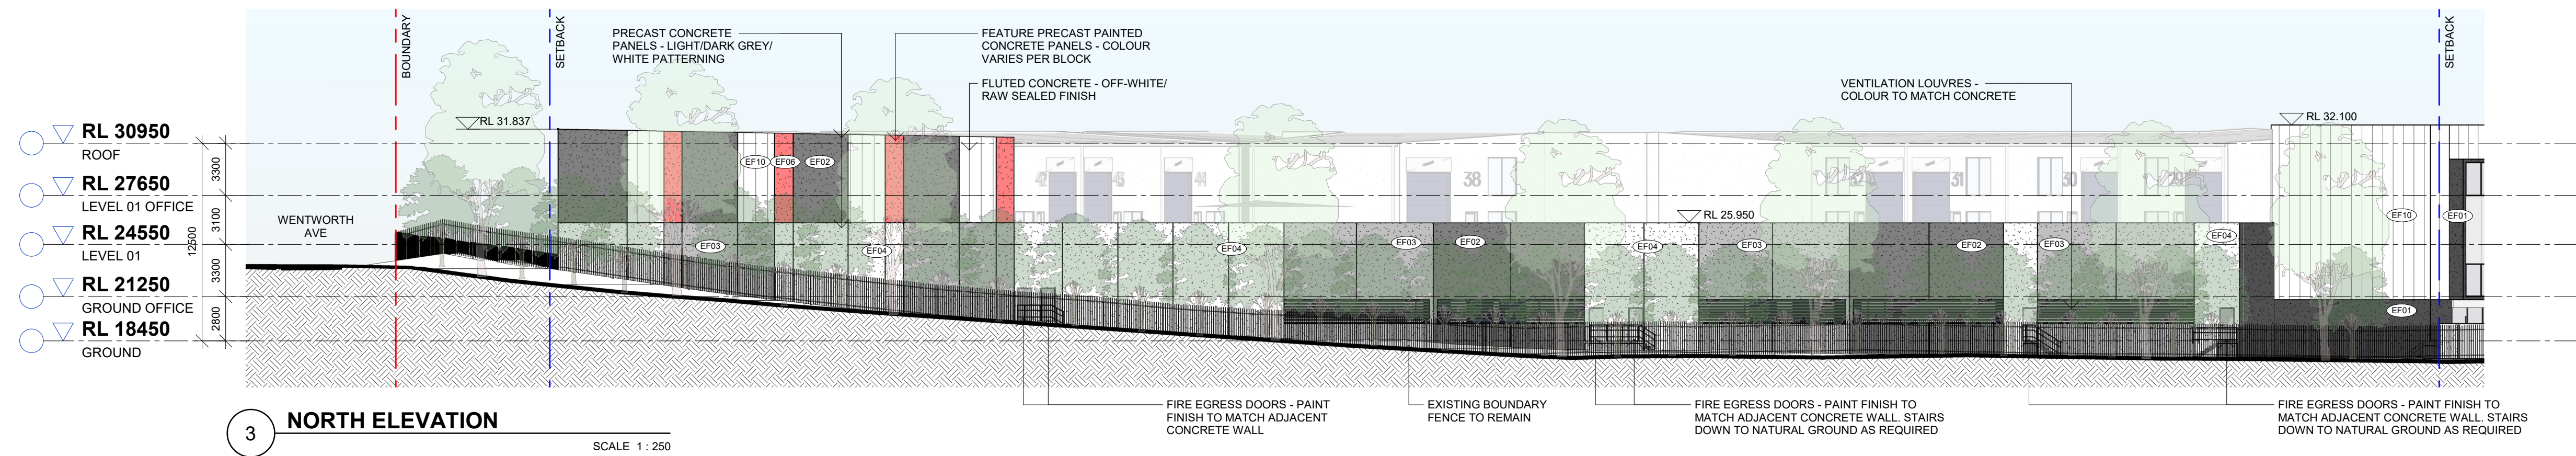 BOUNDARY
SETBACK
PRECAST CONCRETE
PANELS - LIGHT/DARK GREY/
WHITE PATTERNING
FEATURE PRECAST PAINTED
CONCRETE PANELS - COLOUR
VARIES PER BLOCK
FLUTED CONCRETE - OFF-WHITE/
RAW SEALED FINISH
VENTILATION LOUVRES -
COLOUR TO MATCH CONCRETE
SETBACK
RL 31.837
RL 32.100
RL 25.950
RL 30950
ROOF
3300
RL 27650
LEVEL 01 OFFICE
3100
RL 24550
LEVEL 01
12500
3300
RL 21250
GROUND OFFICE
2800
RL 18450
GROUND
WENTWORTH
AVE
EF10
EF06
EF02
43
44
38
31
30
EF03
EF04
EF04
EF03
EF02
EF04
EF03
EF02
EF03
EF04
EF10
EF01
EF01
FIRE EGRESS DOORS - PAINT
FINISH TO MATCH ADJACENT
CONCRETE WALL
EXISTING BOUNDARY
FENCE TO REMAIN
FIRE EGRESS DOORS - PAINT FINISH TO
MATCH ADJACENT CONCRETE WALL. STAIRS
DOWN TO NATURAL GROUND AS REQUIRED
FIRE EGRESS DOORS - PAINT FINISH TO
MATCH ADJACENT CONCRETE WALL. STAIRS
DOWN TO NATURAL GROUND AS REQUIRED
3
NORTH ELEVATION
SCALE 1 : 250